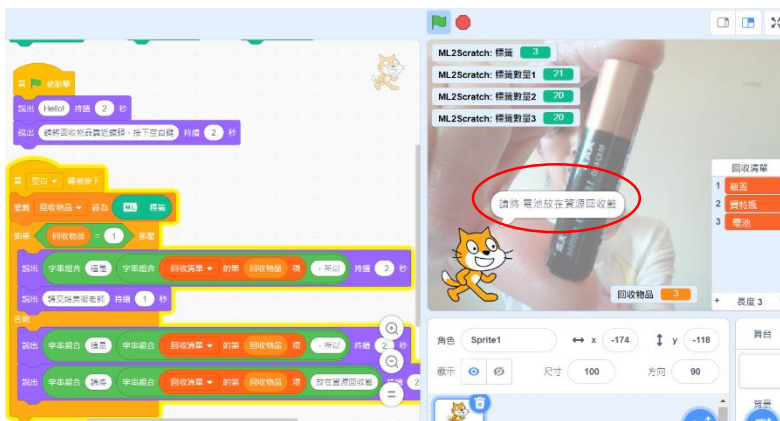 ML2Scratch: 標籤 3
ML2Scratch: 標籤數量1 21
ML2Scratch: 標籤數量2 20
ML2Scratch: 標籤數量3 20
當 被點擊
說出 Hello! 持續 2 秒
說出 請將回收物品靠近鏡頭，按下空白鍵 持續 2 秒
當 空白 鍵被按下
變數 回收物品 設為 ML 標籤
如果 回收物品 = 1 那麼
說出 字串組合 這是 字串組合 回收清單 的第 回收物品 項 ，所以 持續 2 秒
持續 1 秒
否則
說出 字串組合 這是 字串組合 回收清單 的第 回收物品 項 ，所以 持續 2 秒
說出 字串組合 請將 字串組合 回收清單 的第 回收物品 項 放在資源回收籃 持續 2
請將 電池放在資源回收籃
回收物品 3
回收清單
1 瓶蓋
2 寶特瓶
3 電池
+ 長度 3
角色 Sprite1 x -174 y -118
顯示 尺寸 100 方向 90
舞台
背景